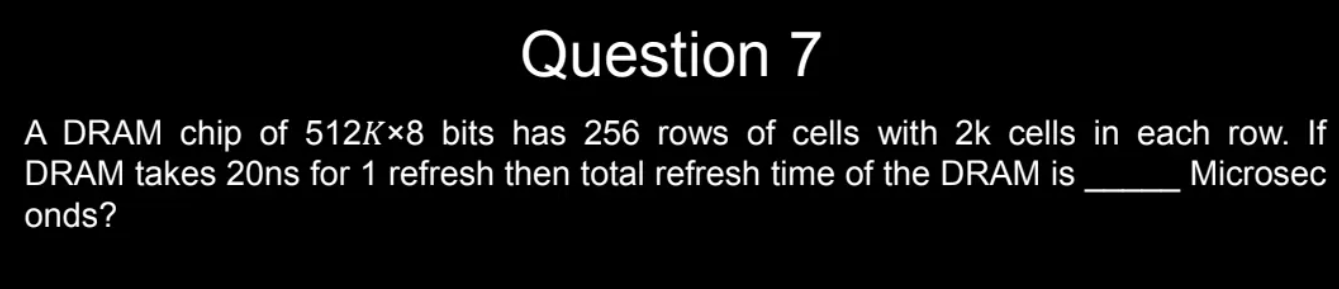 Question 7
A DRAM chip of 512K×8 bits has 256 rows of cells with 2k cells in each row. If
DRAM takes 20ns for 1 refresh then total refresh time of the DRAM is _____ Microsec
onds?